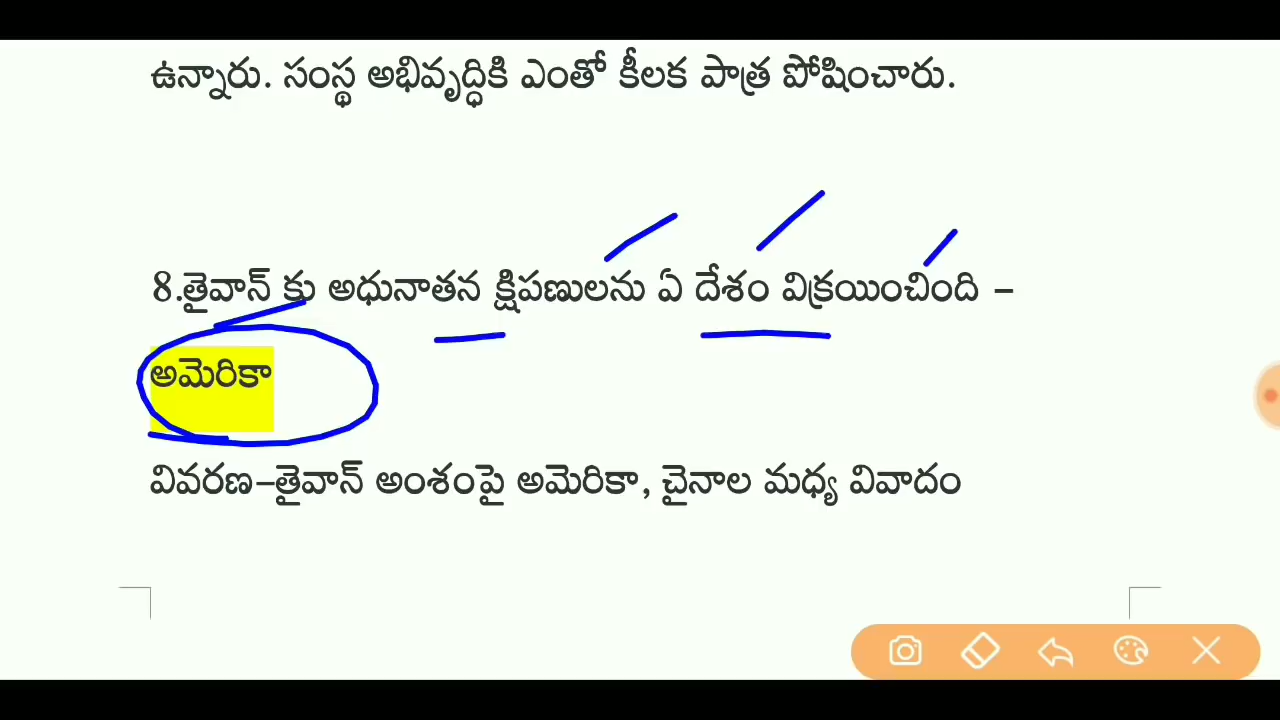 ఉన్నారు. సంస్థ అభివృద్ధికి ఎంతో కీలక పాత్ర పోషించారు.
8.తైవాన్ కు అధునాతన క్షిపణులను ఏ దేశం విక్రయించింది –
అమెరికా
వివరణ–తైవాన్ అంశంపై అమెరికా, చైనాల మధ్య వివాదం